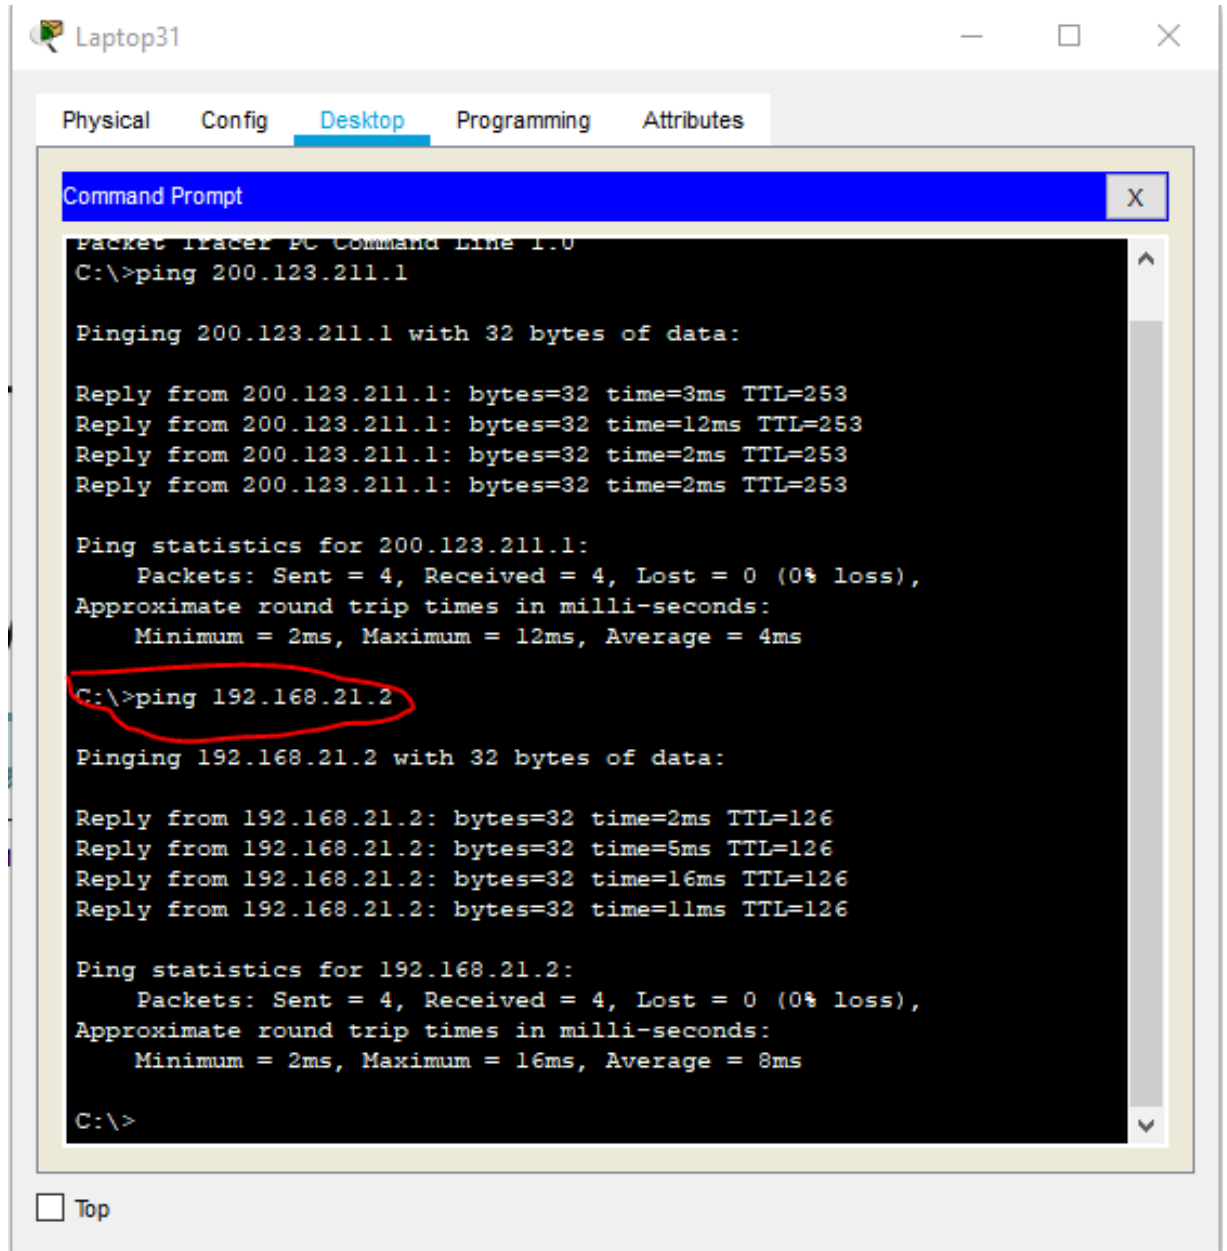 Laptop31
Physical Config Desktop Programming Attributes
Command Prompt
X
Packet Tracer PC Command Line 1.0
C:\>ping 200.123.211.1
Pinging 200.123.211.1 with 32 bytes of data:
Reply from 200.123.211.1: bytes=32 time=3ms TTL=253
Reply from 200.123.211.1: bytes=32 time=12ms TTL=253
Reply from 200.123.211.1: bytes=32 time=2ms TTL=253
Reply from 200.123.211.1: bytes=32 time=2ms TTL=253
Ping statistics for 200.123.211.1:
Packets: Sent = 4, Received = 4, Lost = 0 (0% loss),
Approximate round trip times in milli-seconds:
Minimum = 2ms, Maximum = 12ms, Average = 4ms
C:\>ping 192.168.21.2
Pinging 192.168.21.2 with 32 bytes of data:
Reply from 192.168.21.2: bytes=32 time=2ms TTL=126
Reply from 192.168.21.2: bytes=32 time=5ms TTL=126
Reply from 192.168.21.2: bytes=32 time=16ms TTL=126
Reply from 192.168.21.2: bytes=32 time=11ms TTL=126
Ping statistics for 192.168.21.2:
Packets: Sent = 4, Received = 4, Lost = 0 (0% loss),
Approximate round trip times in milli-seconds:
Minimum = 2ms, Maximum = 16ms, Average = 8ms
C:\>
Top